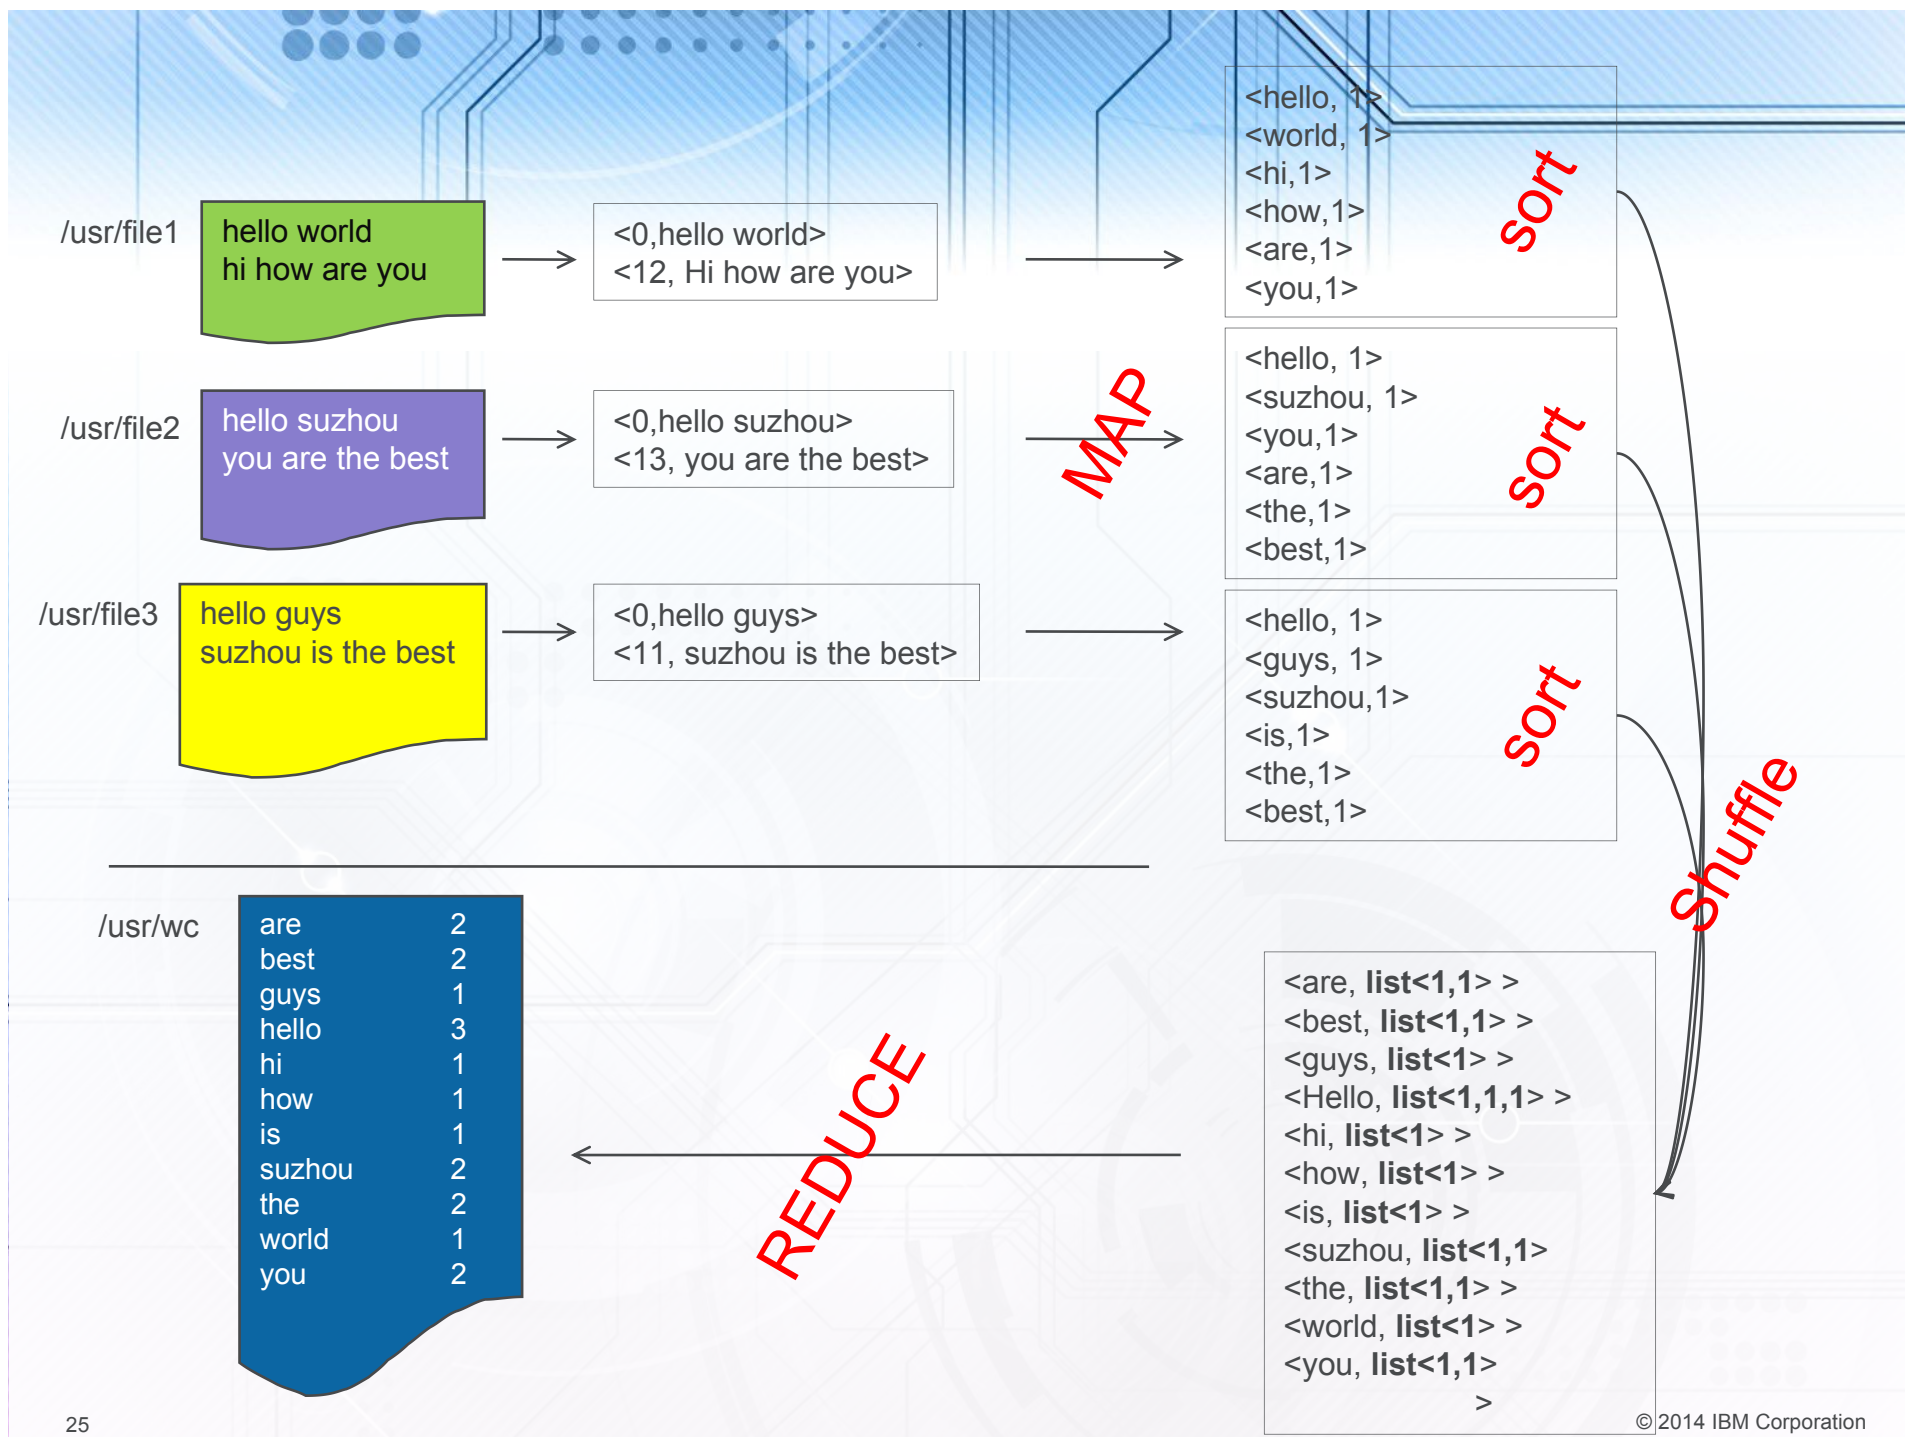 /usr/file1
hello world
hi how are you
<0,hello world>
<12, Hi how are you>
<hello, 1>
<world, 1>
<hi,1>
<how,1>
<are,1>
<you,1>
sort
/usr/file2
hello suzhou
you are the best
<0,hello suzhou>
<13, you are the best>
MAP
<hello, 1>
<suzhou, 1>
<you,1>
<are,1>
<the,1>
<best,1>
sort
/usr/file3
hello guys
suzhou is the best
<0,hello guys>
<11, suzhou is the best>
<hello, 1>
<guys, 1>
<suzhou,1>
<is,1>
<the,1>
<best,1>
sort
Shuffle
/usr/wc
are 2
best 2
guys 1
hello 3
hi 1
how 1
is 1
suzhou 2
the 2
world 1
you 2
REDUCE
<are, list<1,1> >
<best, list<1,1> >
<guys, list<1> >
<Hello, list<1,1,1> >
<hi, list<1> >
<how, list<1> >
<is, list<1> >
<suzhou, list<1,1>
<the, list<1,1> >
<world, list<1> >
<you, list<1,1>
>
25
© 2014 IBM Corporation